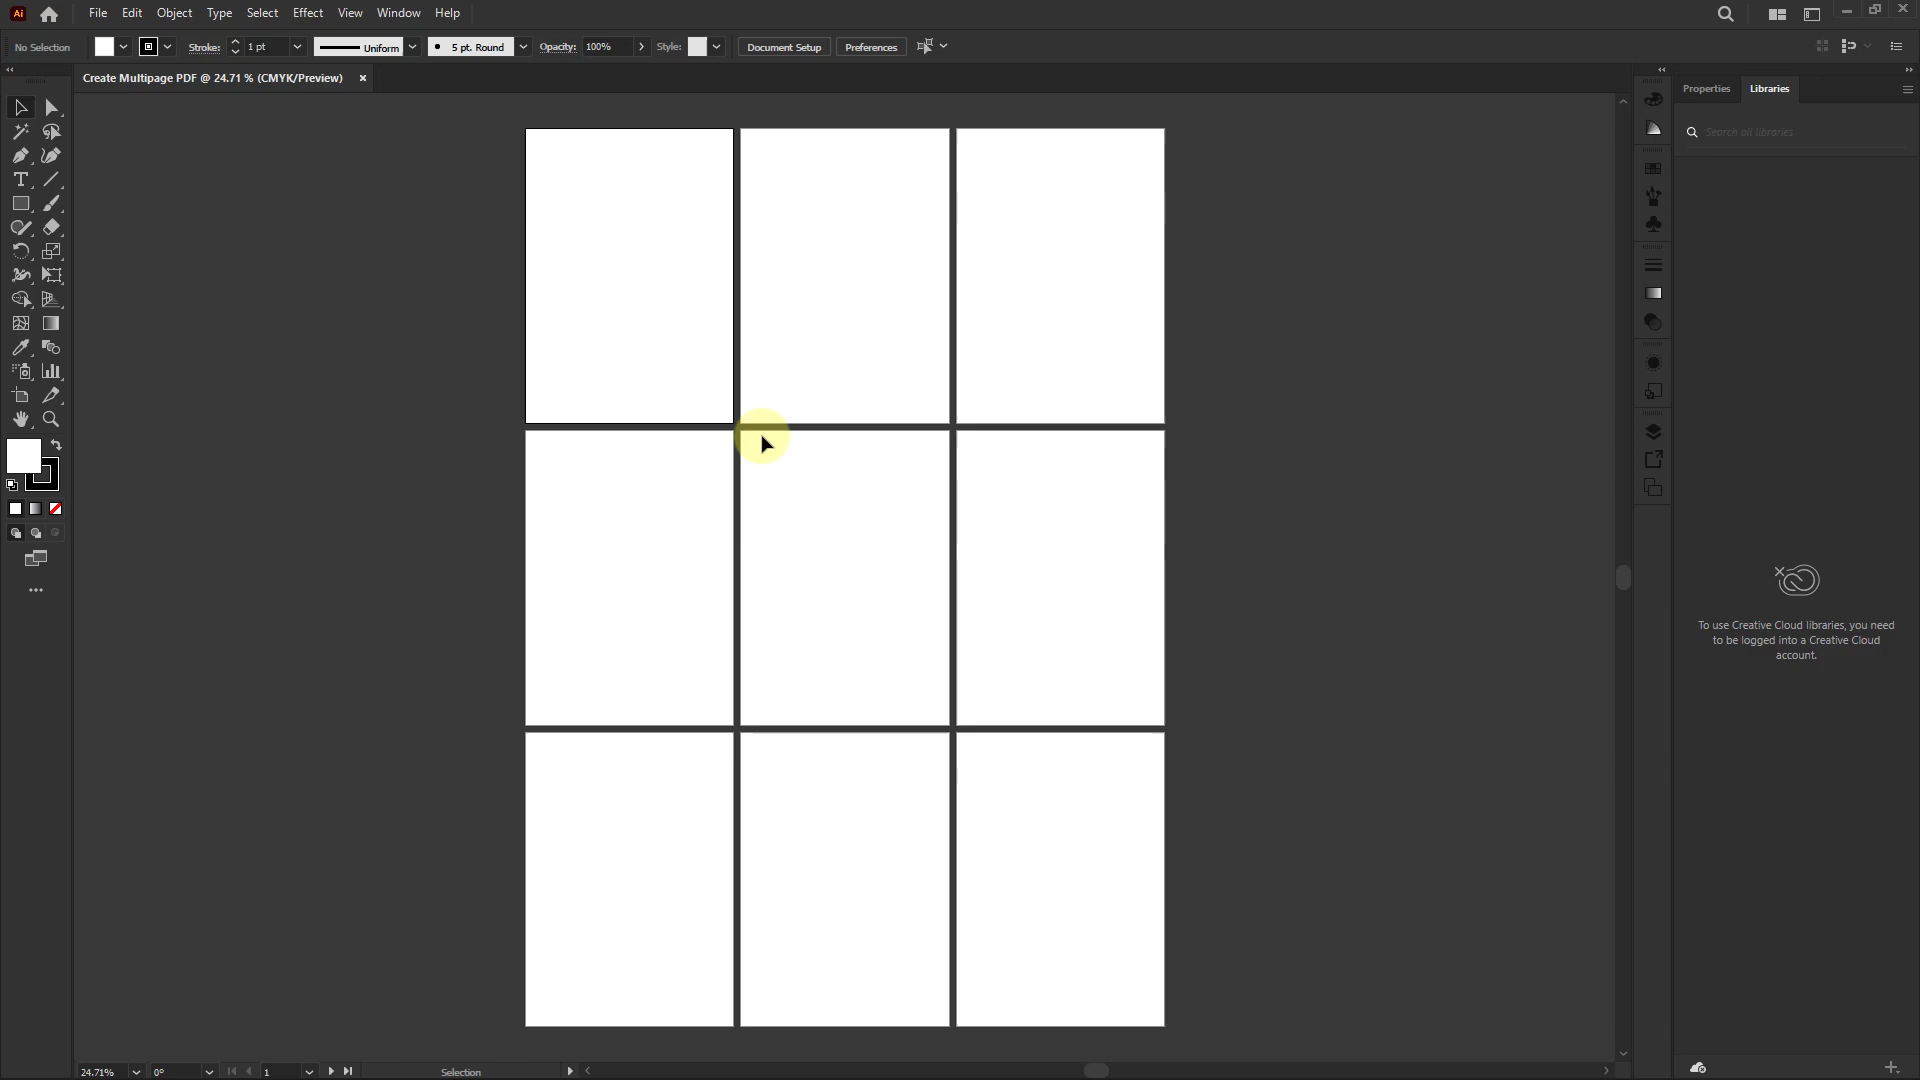 Ai File Edit Object Type Select Effect View Window Help
No Selection Stroke: 1 pt Uniform 5 pt. Round Opacity: 100% Style: Document Setup Preferences
Create Multipage PDF @ 24.71 % (CMYK/Preview) ×
Properties Libraries
Search all libraries
To use Creative Cloud libraries, you need
to be logged into a Creative Cloud
account.
24.71% 0° 1 Selection